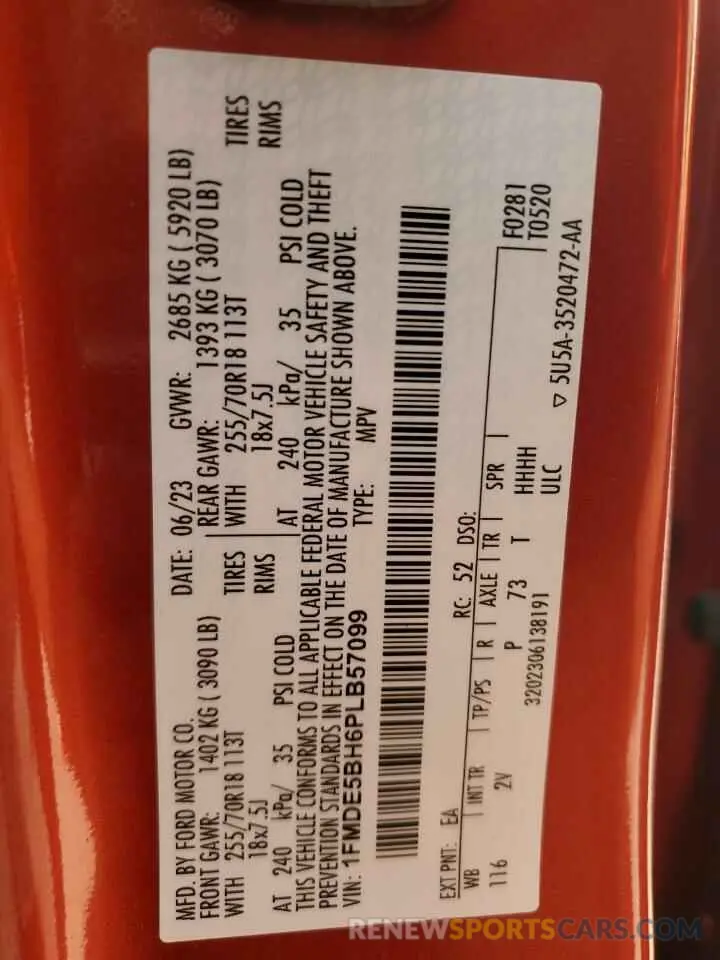 MFD. BY FORD MOTOR CO.
DATE: 06/23 GVWR: 2685 KG ( 5920 LB)
FRONT GAWR: 1402 KG ( 3090 LB)
REAR GAWR: 1393 KG ( 3070 LB)
WITH 255/70R18 113T TIRES
WITH 255/70R18 113T TIRES
18x7.5J RIMS
18x7.5J RIMS
AT 240 kPa/ 35 PSI COLD
AT 240 kPa/ 35 PSI COLD
THIS VEHICLE CONFORMS TO ALL APPLICABLE FEDERAL MOTOR VEHICLE SAFETY AND THEFT
PREVENTION STANDARDS IN EFFECT ON THE DATE OF MANUFACTURE SHOWN ABOVE.
VIN: 1FMDE5BH6PLB57099 TYPE: MPV
EXT PNT: EA RC: 52 DSO: F0281
WB INT TR TP/PS R AXLE TR SPR T0520
116 2V P 73 T HHHH
3202306138191 ULC
▽ 5U5A-3520472-AA
RENEWSPORTSCARS.COM